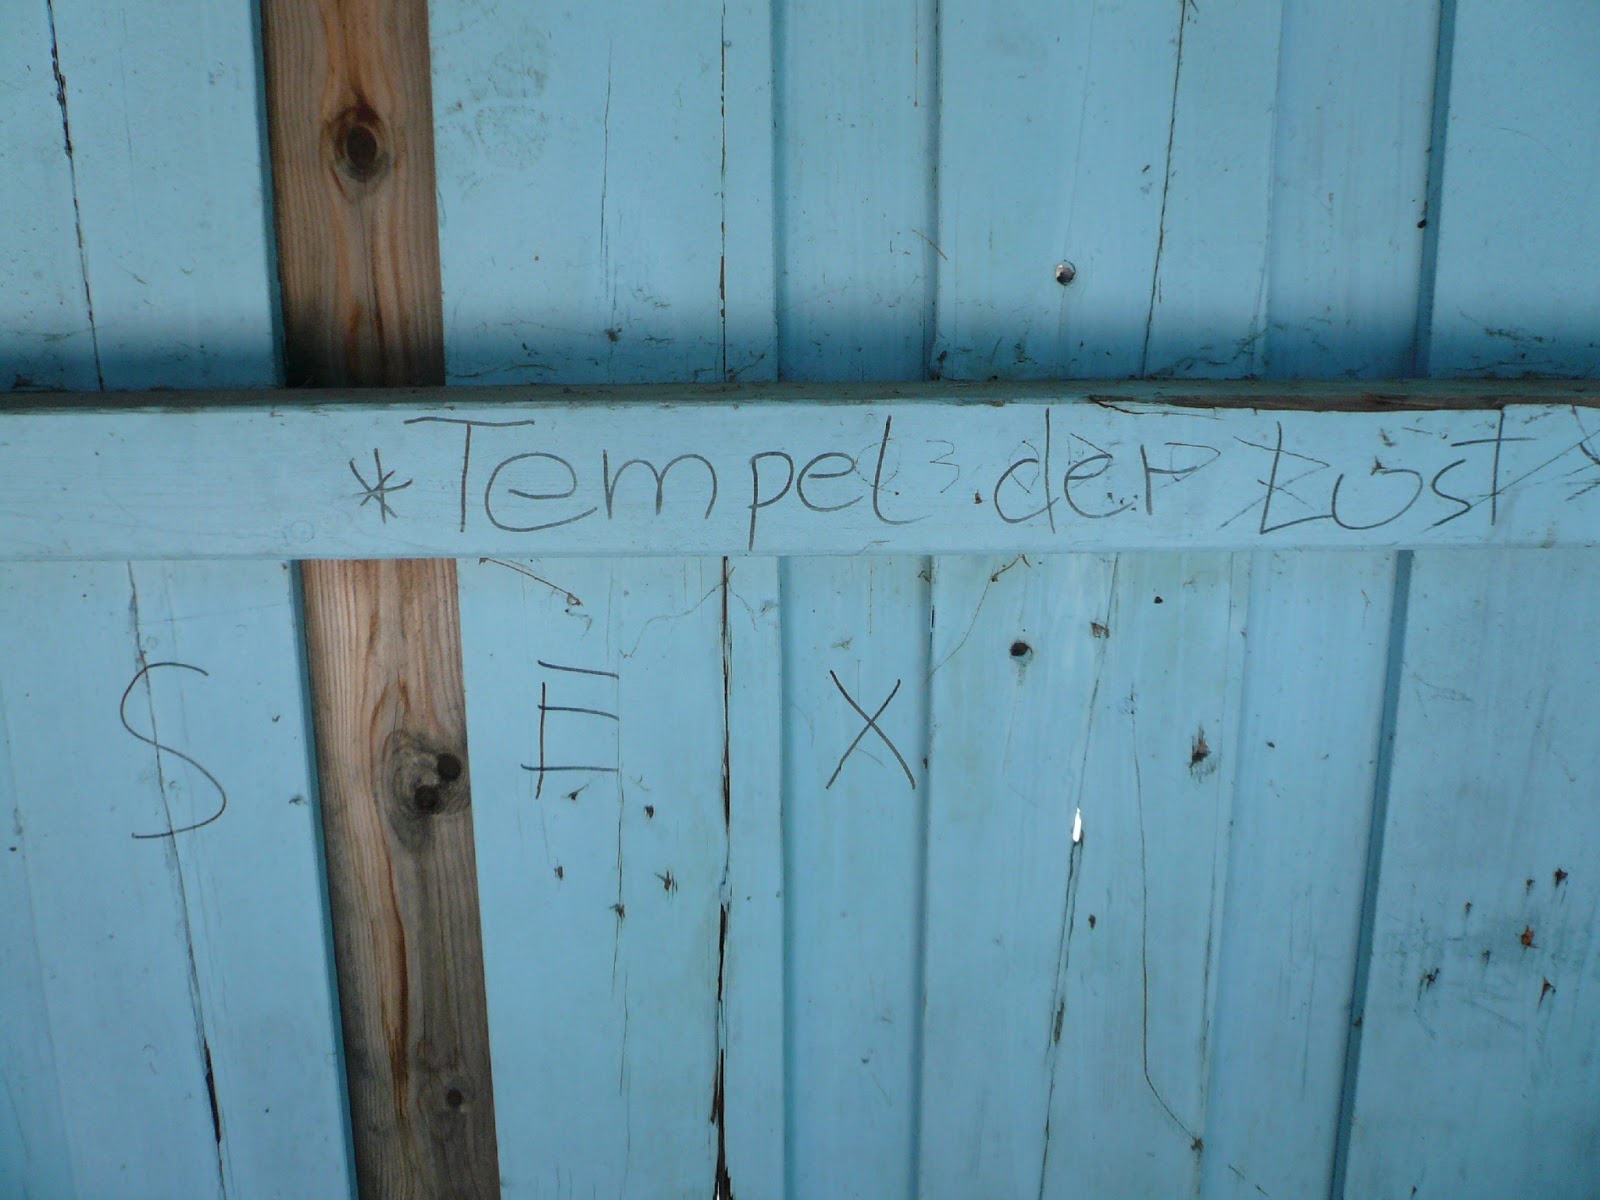 *Tempel der Lust*
S E X